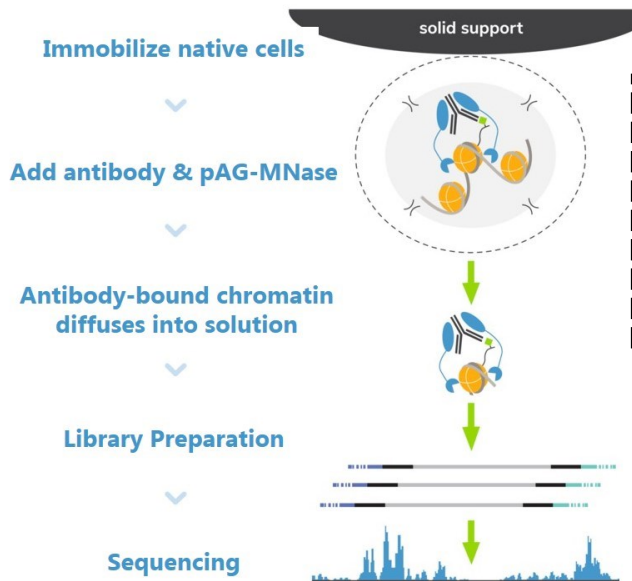 solid support
Immobilize native cells
Add antibody & pAG-MNase
Antibody-bound chromatin
diffuses into solution
Library Preparation
Sequencing